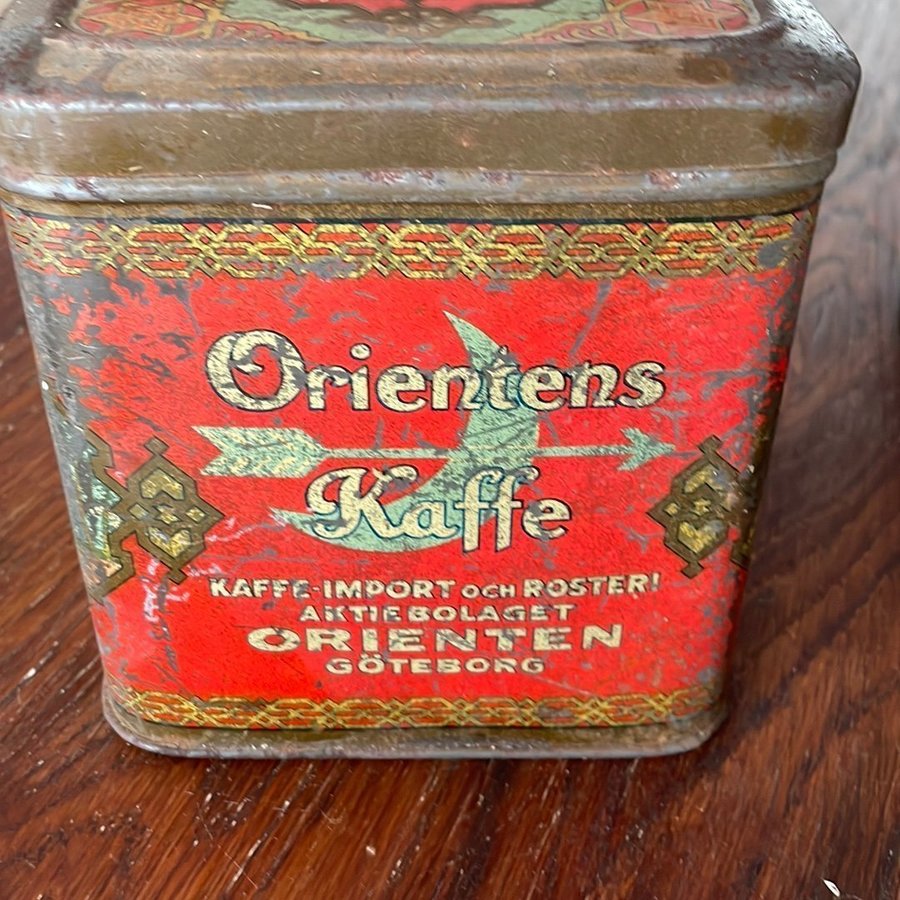 Orientens
Kaffe
KAFFE-IMPORT OCH ROSTERI
AKTIEBOLAGET
ORIENTEN
GÖTEBORG